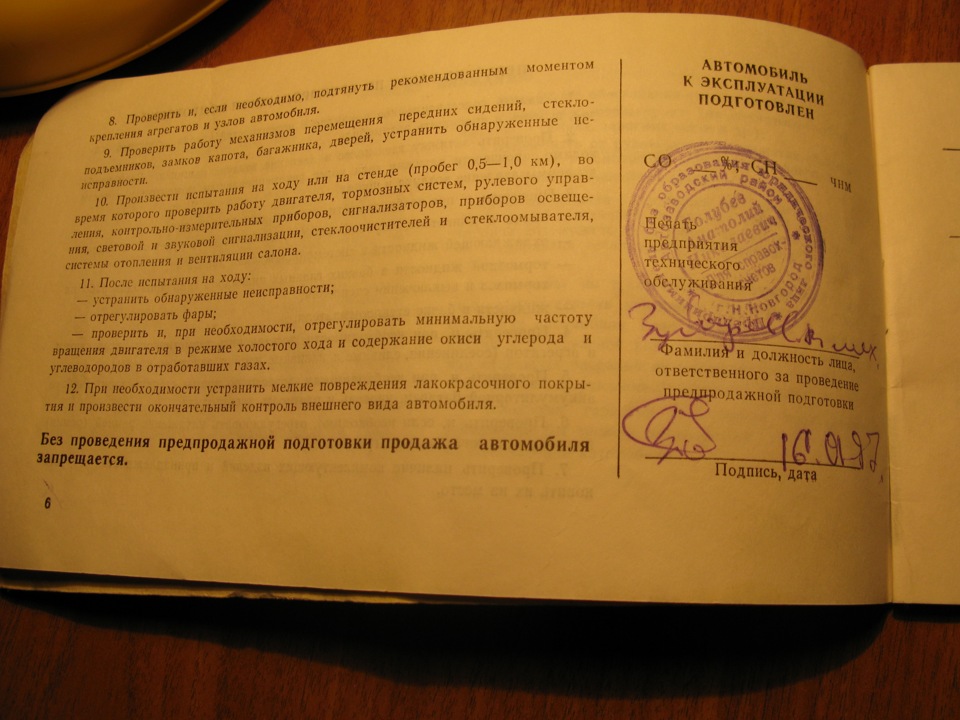 8. Проверить и, если необходимо, подтянуть рекомендованным моментом
крепления агрегатов и узлов автомобиля.
9. Проверить работу механизмов перемещения передних сидений, стекло-
подъемников, замков капота, багажника, дверей, устранить обнаруженные не-
исправности.
10. Произвести испытания на ходу или на стенде (пробег 0,5—1,0 км), во
время которого проверить работу двигателя, тормозных систем, рулевого управ-
ления, контрольно-измерительных приборов, сигнализаторов, приборов освеще-
ния, световой и звуковой сигнализации, стеклоочистителей и стеклоомывателя,
системы отопления и вентиляции салона.
11. После испытания на ходу:
— устранить обнаруженные неисправности;
— отрегулировать фары;
— проверить и, при необходимости, отрегулировать минимальную частоту
вращения двигателя в режиме холостого хода и содержание окиси углерода и
углеводородов в отработавших газах.
12. При необходимости устранить мелкие повреждения лакокрасочного покры-
тия и произвести окончательный контроль внешнего вида автомобиля.
Без проведения предпродажной подготовки продажа автомобиля
запрещается.
6
АВТОМОБИЛЬ
К ЭКСПЛУАТАЦИИ
ПОДГОТОВЛЕН
СО %, СН чнм
Печать
предприятия
технического
обслуживания
Голубев
Анатолий
г. Н. Новгород
Фамилия и должность лица,
ответственного за проведение
предпродажной подготовки
16.01.97
Подпись, дата